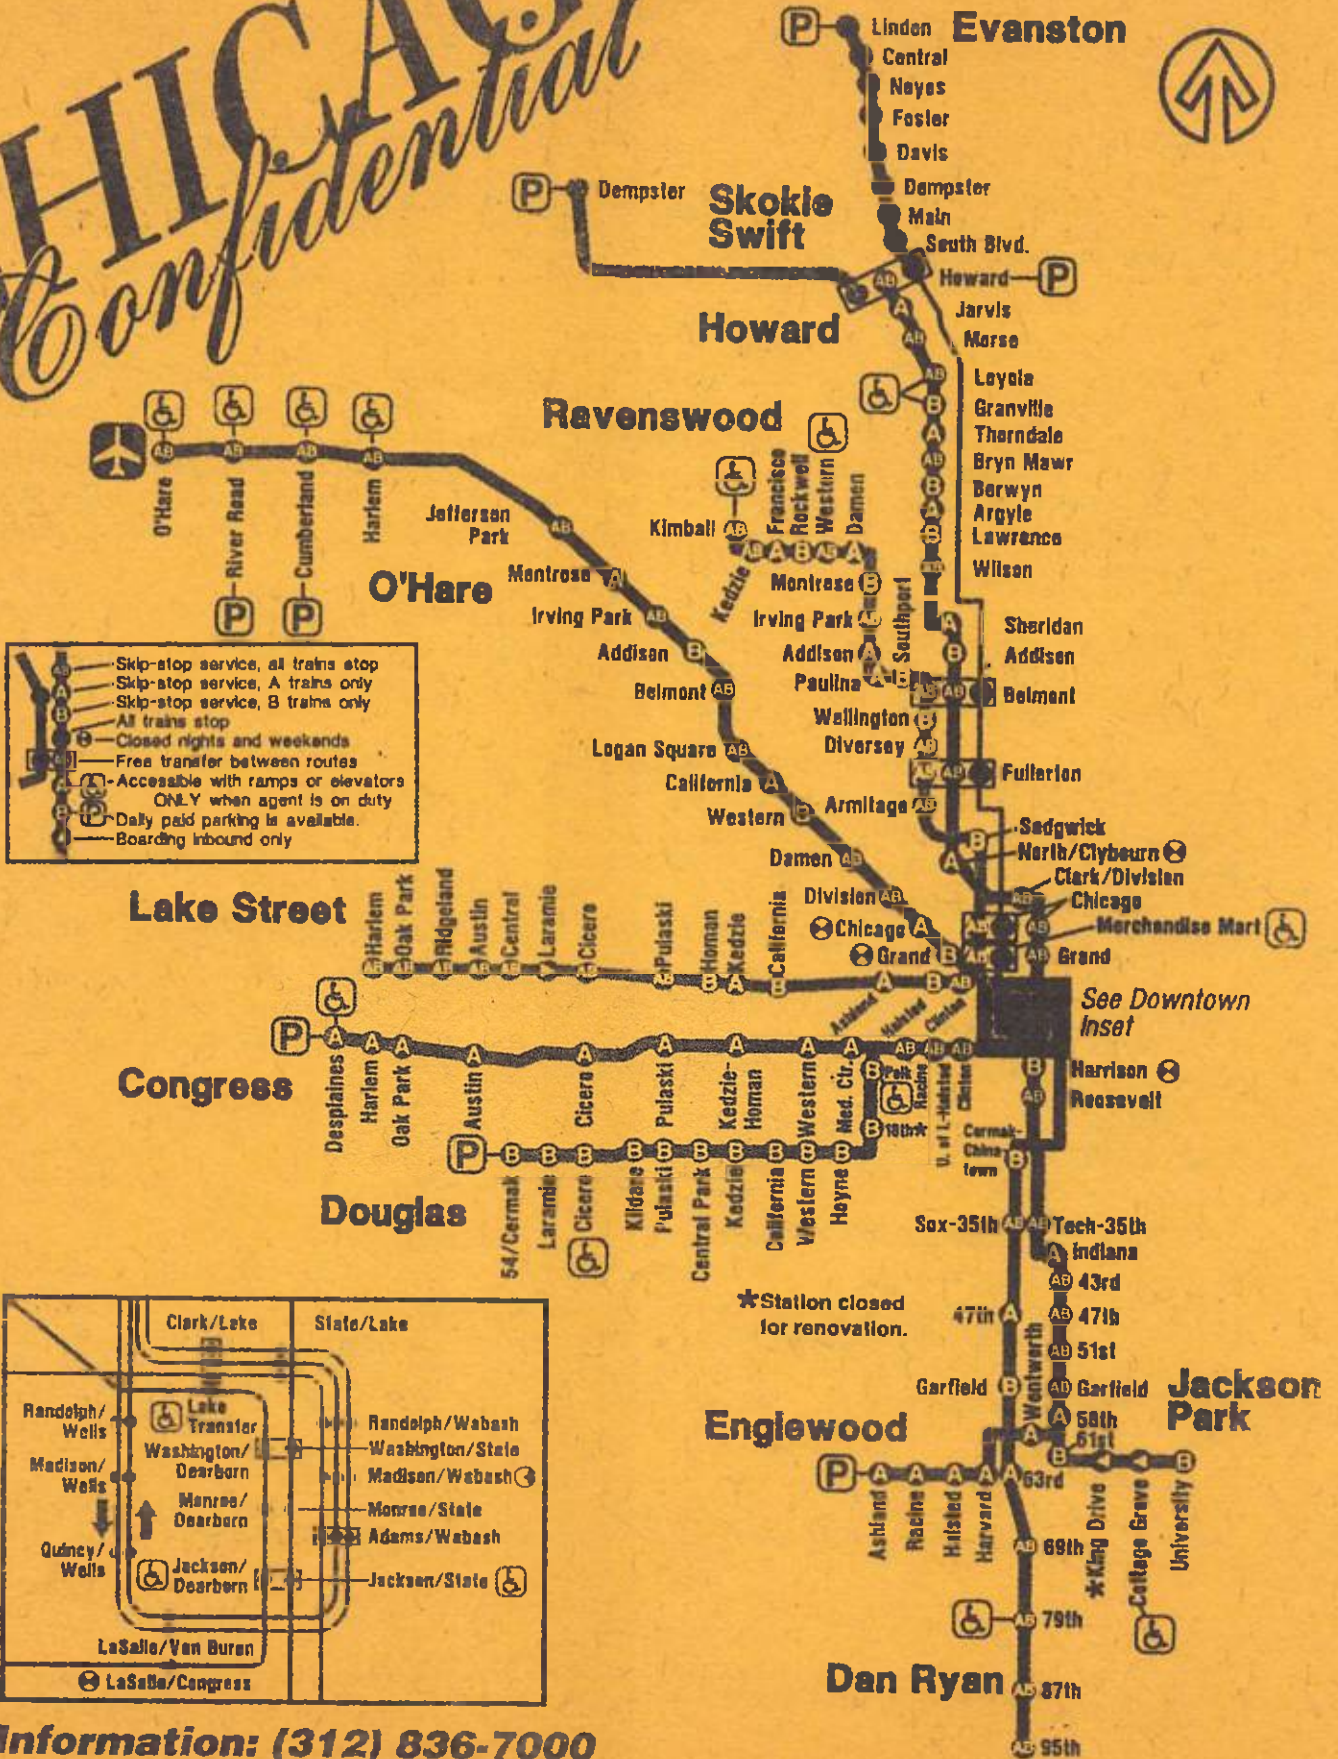 HICAG
Confidential
P
Linden
Evanston
Central
Noyes
Foster
Davis
Dempster
Main
South Blvd.
Howard
P
P
Dempster
Skokie
Swift
Howard
Jarvis
Morse
Loyola
Granville
Thorndale
Bryn Mawr
Berwyn
Argyle
Lawrence
Wilson
Sheridan
Addison
Belmont
Fullerton
Sedgwick
North/Clybourn
Clark/Division
Chicago
Merchandise Mart
Grand
See Downtown
Inset
Ravenswood
Kimball
Kedzie
Francisco
Rockwell
Western
Damen
Montrose
Irving Park
Addison
Paulina
Southport
Wellington
Diversey
Armitage
O'Hare
River Road
Cumberland
Harlem
P
P
Jefferson
Park
O'Hare
Montrose
Irving Park
Addison
Belmont
Logan Square
California
Western
Damen
Division
Chicago
Grand
Skip-stop service, all trains stop
Skip-stop service, A trains only
Skip-stop service, B trains only
All trains stop
Closed nights and weekends
Free transfer between routes
Accessible with ramps or elevators
ONLY when agent is on duty
Daily paid parking is available.
Boarding inbound only
Lake Street
Harlem
Oak Park
Ridgeland
Austin
Central
Laramie
Cicero
Pulaski
Homan
Kedzie
California
Ashland
Halsted
Clinton
Congress
P
Desplaines
Harlem
Oak Park
Austin
Cicero
Pulaski
Kedzie-
Homan
Western
Med. Ctr.
Polk
Racine
U. of I.-Halsted
Clinton
18th*
Douglas
P
54/Cermak
Laramie
Cicero
Kildare
Pulaski
Central Park
Kedzie
California
Western
Hoyne
*Station closed
for renovation.
Harrison
Roosevelt
Cermak-
China-
town
Sox-35th
Tech-35th
Indiana
43rd
47th
47th
51st
Garfield
Wentworth
Garfield
58th
61st
Jackson
Park
Englewood
P
63rd
Ashland
Racine
Halsted
Harvard
*King Drive
Cottage Grove
University
69th
79th
Dan Ryan
87th
95th
Clark/Lake
State/Lake
Randolph/
Wells
Lake
Transfer
Randolph/Wabash
Washington/
Dearborn
Washington/State
Madison/
Wells
Madison/Wabash
Monroe/
Dearborn
Monroe/State
Adams/Wabash
Quincy/
Wells
Jackson/
Dearborn
Jackson/State
LaSalle/Van Buren
LaSalle/Congress
Information: (312) 836-7000